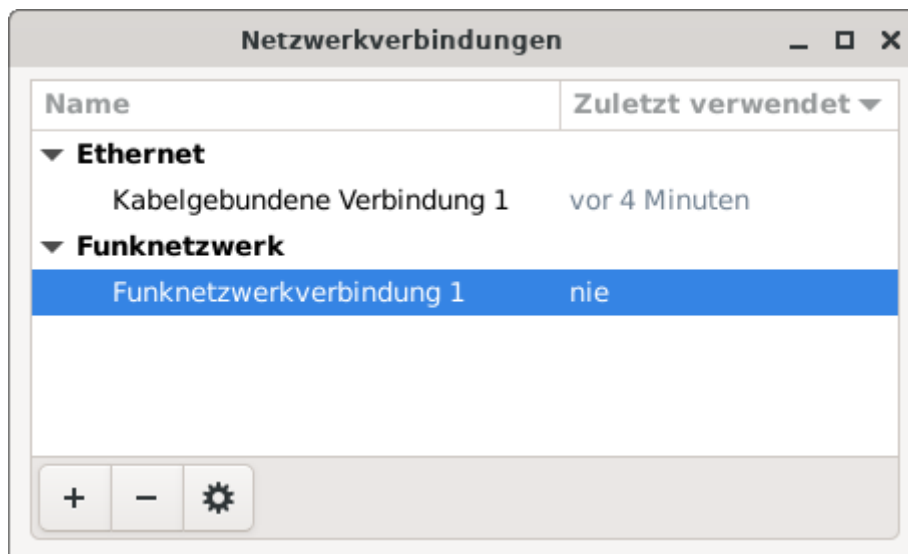 Netzwerkverbindungen
Name Zuletzt verwendet
Ethernet
Kabelgebundene Verbindung 1 vor 4 Minuten
Funknetzwerk
Funknetzwerkverbindung 1 nie